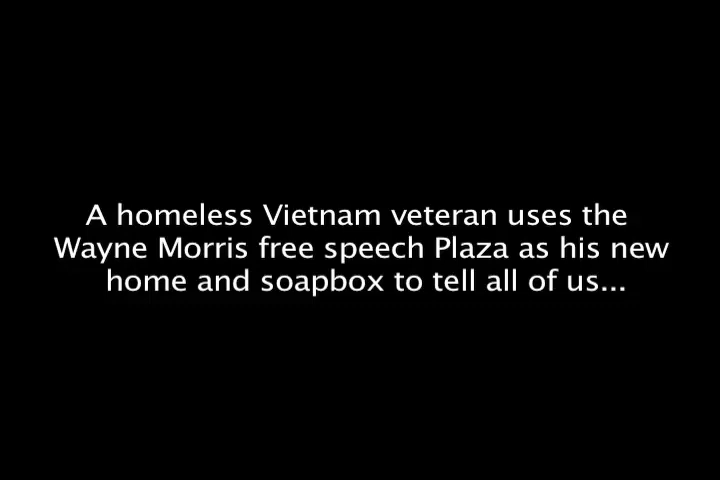 A homeless Vietnam veteran uses the
Wayne Morris free speech Plaza as his new
home and soapbox to tell all of us...